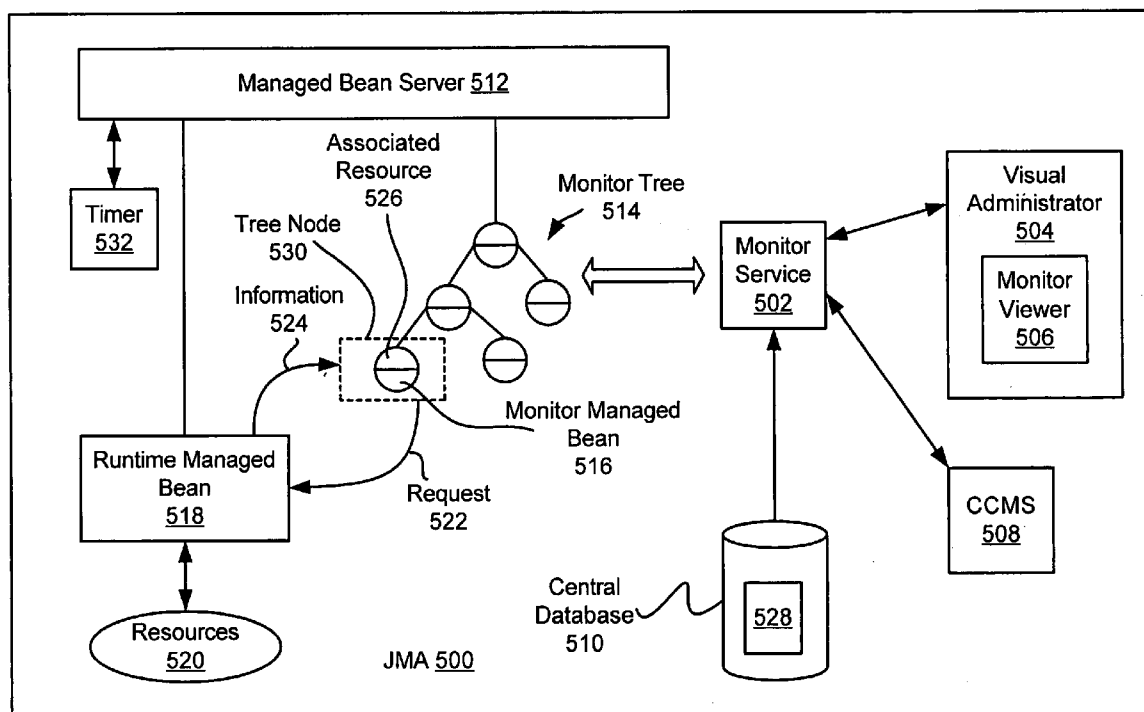 Managed Bean Server 512
Associated
Resource
526
Monitor Tree
514
Visual
Administrator
504
Timer
532
Tree Node
530
Monitor
Service
502
Monitor
Viewer
506
Information
524
Monitor Managed
Bean
516
Runtime Managed
Bean
518
Request
522
CCMS
508
Central
Database
510
528
Resources
520
JMA 500